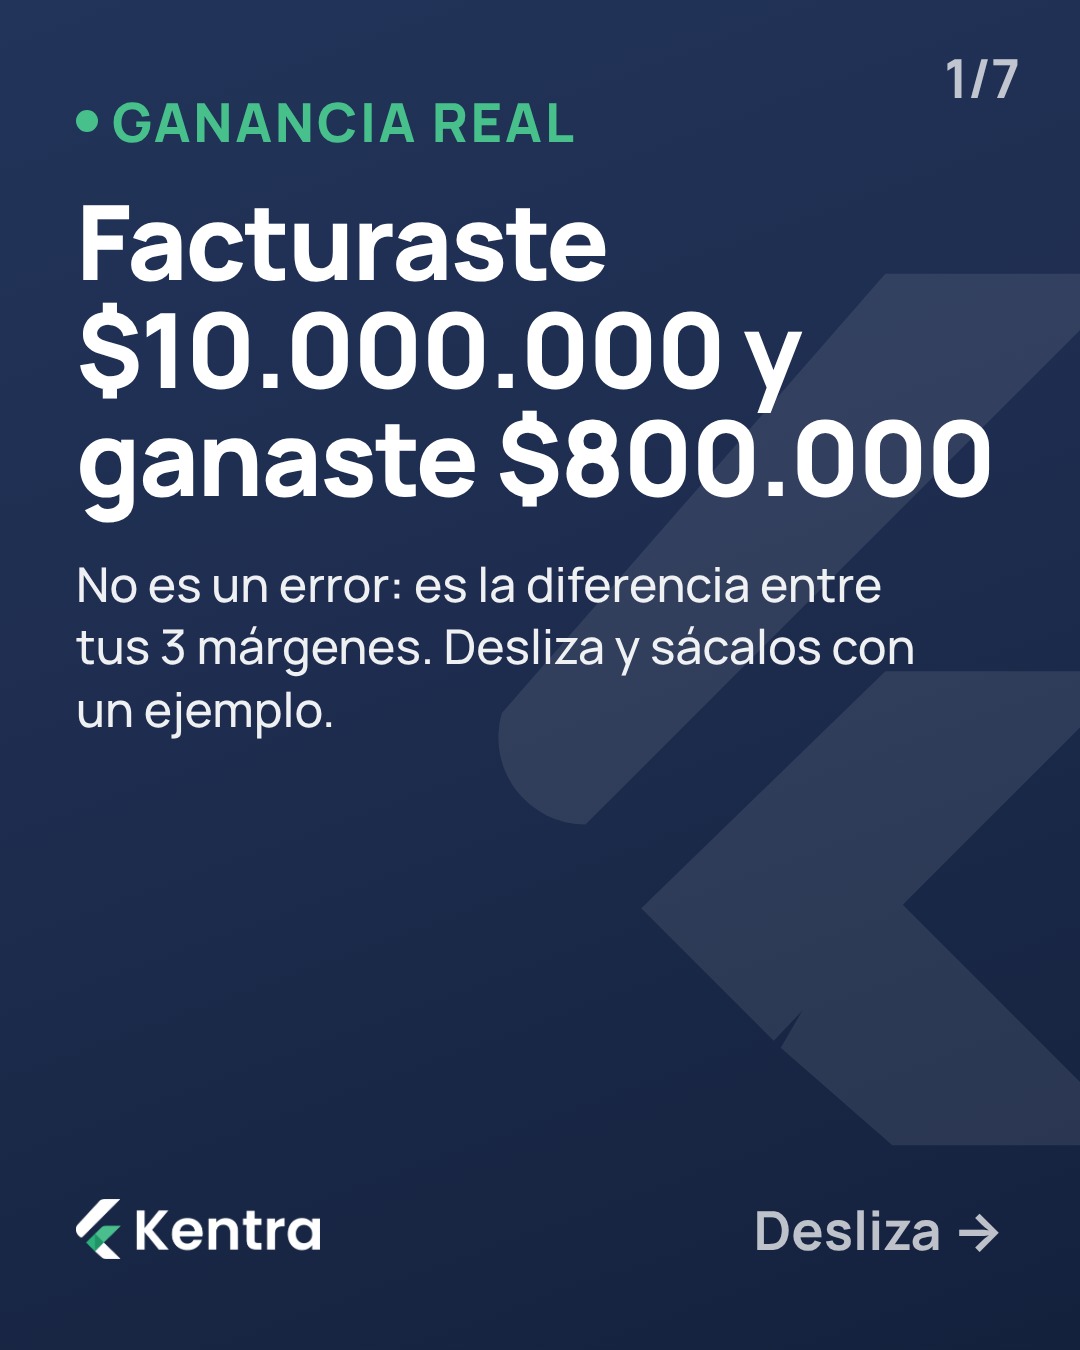 1/7
GANANCIA REAL
Facturaste
$10.000.000 y
ganaste $800.000
No es un error: es la diferencia entre
tus 3 márgenes. Desliza y sácalos con
un ejemplo.
Kentra
Desliza →